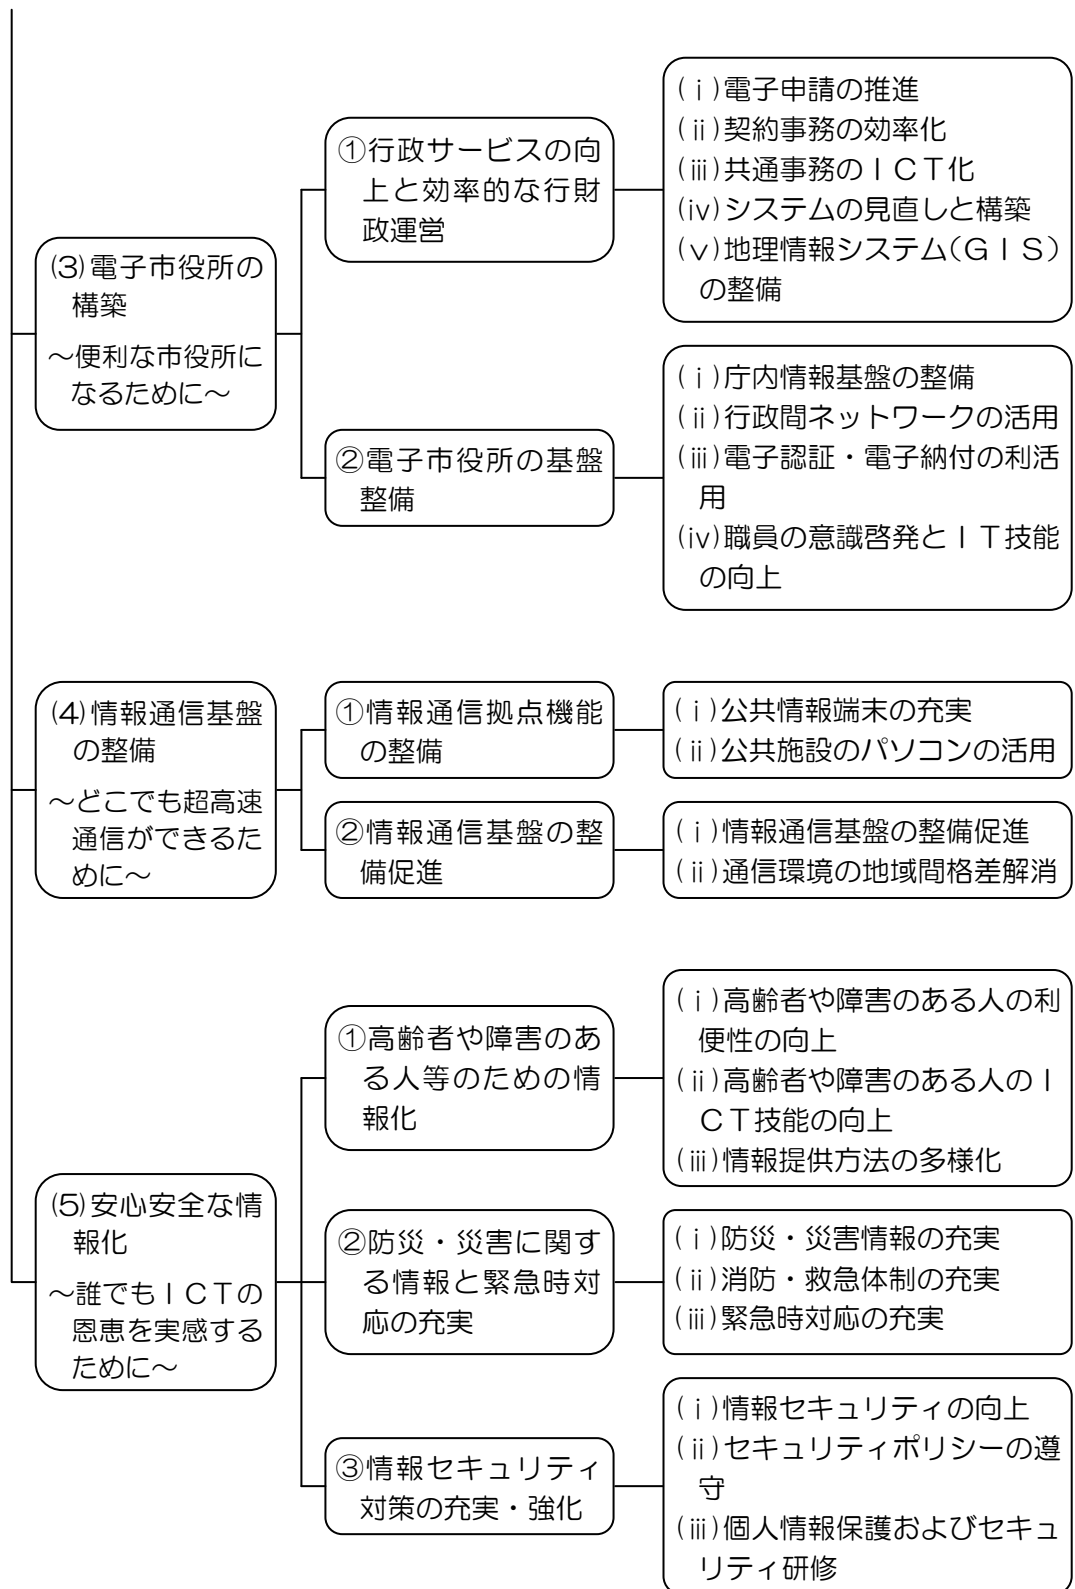 (3)電子市役所の
構築
～便利な市役所に
なるために～
①行政サービスの向
上と効率的な行財
政運営
(ⅰ)電子申請の推進
(ⅱ)契約事務の効率化
(ⅲ)共通事務のＩＣＴ化
(ⅳ)システムの見直しと構築
(ⅴ)地理情報システム(ＧＩＳ)
の整備
②電子市役所の基盤
整備
(ⅰ)庁内情報基盤の整備
(ⅱ)行政間ネットワークの活用
(ⅲ)電子認証・電子納付の利活
用
(ⅳ)職員の意識啓発とＩＴ技能
の向上
(4)情報通信基盤
の整備
～どこでも超高速
通信ができるた
めに～
①情報通信拠点機能
の整備
(ⅰ)公共情報端末の充実
(ⅱ)公共施設のパソコンの活用
②情報通信基盤の整
備促進
(ⅰ)情報通信基盤の整備促進
(ⅱ)通信環境の地域間格差解消
(5)安心安全な情
報化
～誰でもＩＣＴの
恩恵を実感する
ために～
①高齢者や障害のあ
る人等のための情
報化
(ⅰ)高齢者や障害のある人の利
便性の向上
(ⅱ)高齢者や障害のある人のＩ
ＣＴ技能の向上
(ⅲ)情報提供方法の多様化
②防災・災害に関す
る情報と緊急時対
応の充実
(ⅰ)防災・災害情報の充実
(ⅱ)消防・救急体制の充実
(ⅲ)緊急時対応の充実
③情報セキュリティ
対策の充実・強化
(ⅰ)情報セキュリティの向上
(ⅱ)セキュリティポリシーの遵
守
(ⅲ)個人情報保護およびセキュ
リティ研修